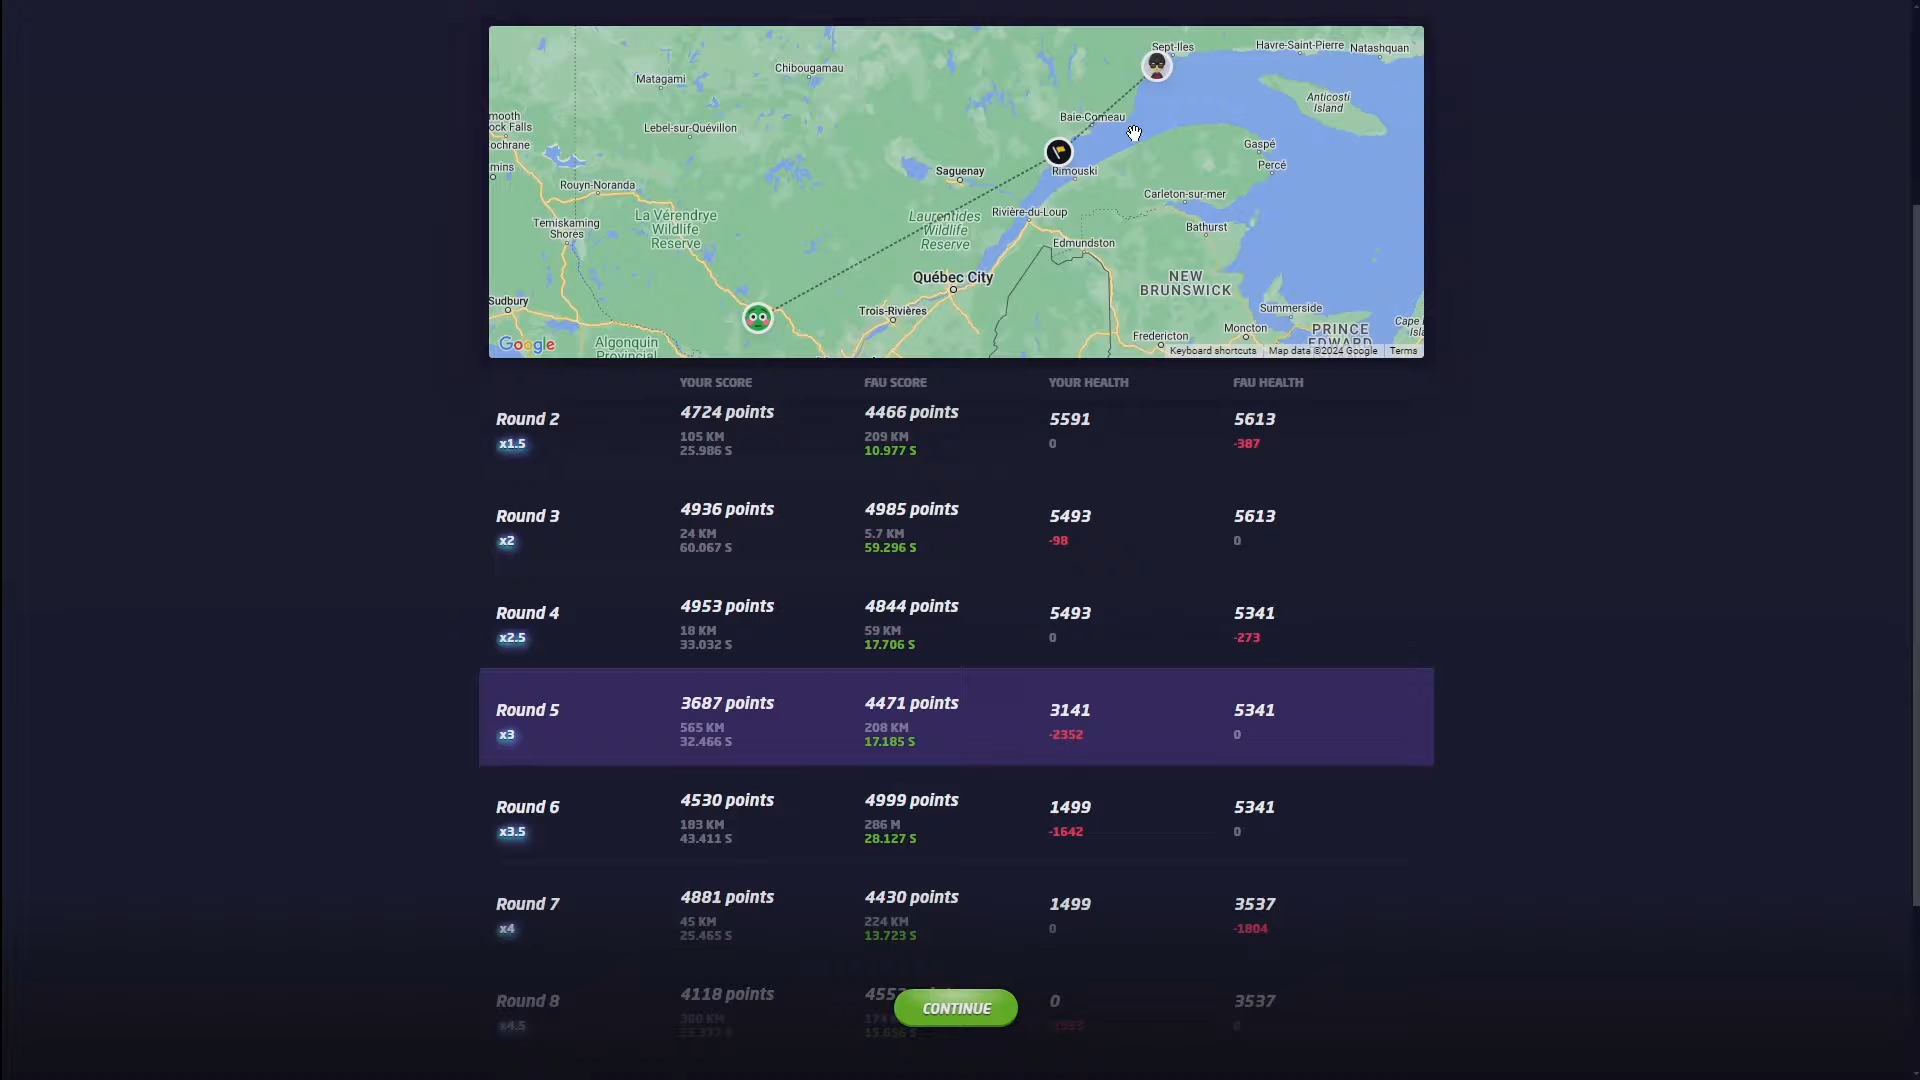 Sept-Iles
Havre-Saint-Pierre
Natashquan
Chibougamau
Matagami
Anticosti
Island
mooth
ock Falls
Baie-Comeau
Lebel-sur-Quévillon
ochrane
Gaspé
mins
Percé
Saguenay
Rimouski
Rouyn-Noranda
Carleton-sur-mer
La Vérendrye
Wildlife
Reserve
Laurentides
Wildlife
Reserve
Rivière-du-Loup
Temiskaming
Shores
Bathurst
Edmundston
Québec City
NEW
BRUNSWICK
Sudbury
Trois-Rivières
Summerside
Moncton
PRINCE
EDWARD
Fredericton
Algonquin
Provincial
Google
Keyboard shortcuts
Map data ©2024 Google
Terms
YOUR SCORE FAU SCORE YOUR HEALTH FAU HEALTH
Round 2 4724 points 4466 points 5591 5613
x1.5 105 KM 209 KM 0 -387
25.986 S 10.977 S
Round 3 4936 points 4985 points 5493 5613
x2 24 KM 5.7 KM -98 0
60.067 S 59.296 S
Round 4 4953 points 4844 points 5493 5341
x2.5 18 KM 59 KM 0 -273
33.032 S 17.706 S
Round 5 3687 points 4471 points 3141 5341
x3 565 KM 208 KM -2352 0
32.466 S 17.185 S
Round 6 4530 points 4999 points 1499 5341
x3.5 183 KM 286 M -1642 0
43.411 S 28.127 S
Round 7 4881 points 4430 points 1499 3537
x4 45 KM 224 KM 0 -1804
25.465 S 13.723 S
Round 8 4118 points 0 3537
x4.5
CONTINUE